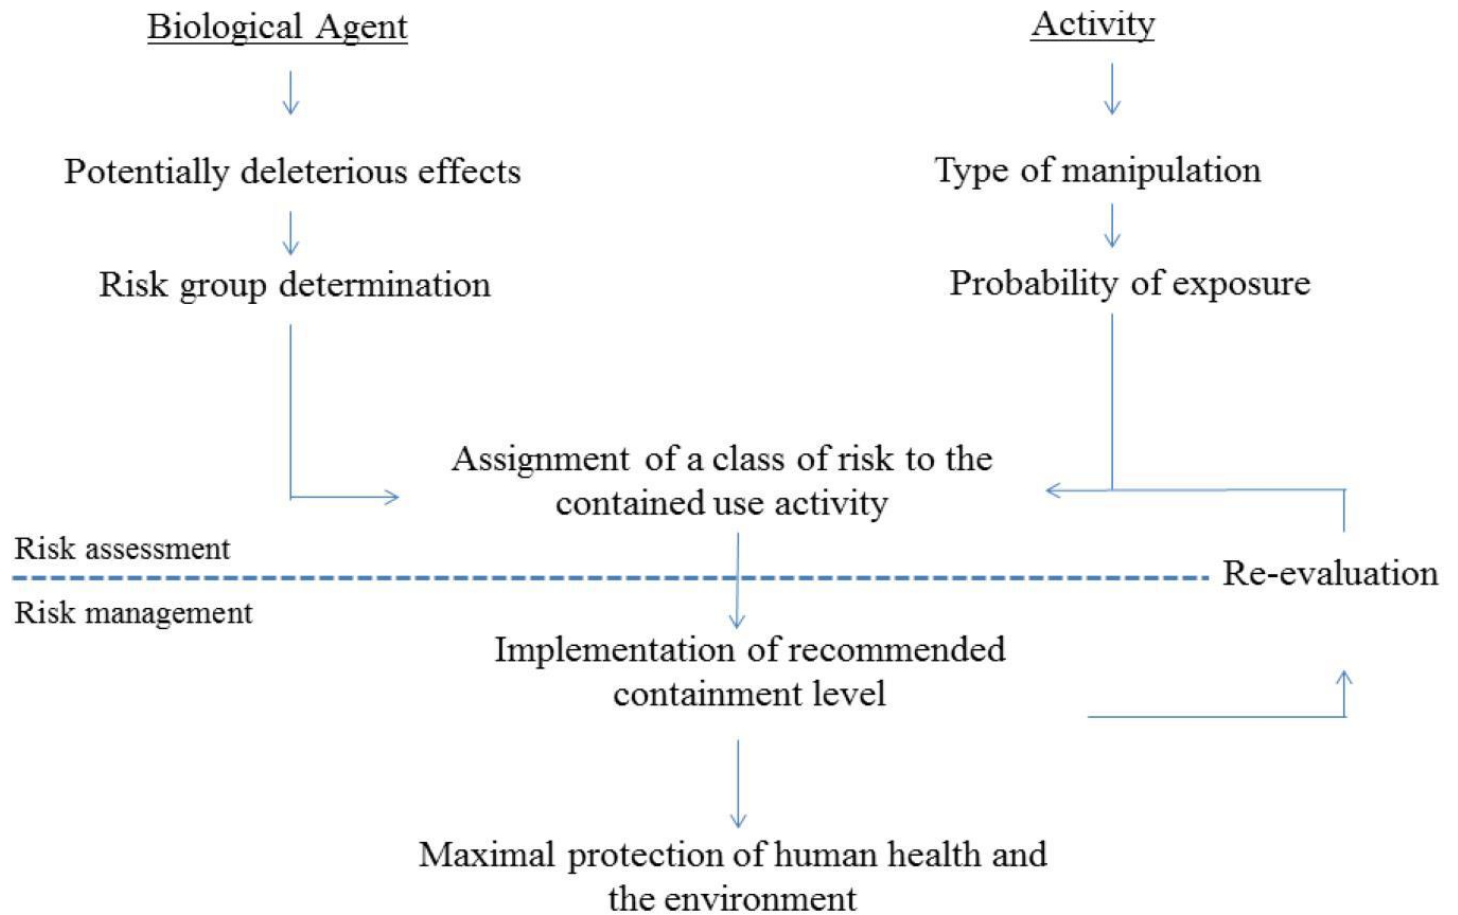 Biological Agent
Activity
Potentially deleterious effects
Type of manipulation
Risk group determination
Probability of exposure
Assignment of a class of risk to the
contained use activity
Risk assessment
Re-evaluation
Risk management
Implementation of recommended
containment level
Maximal protection of human health and
the environment